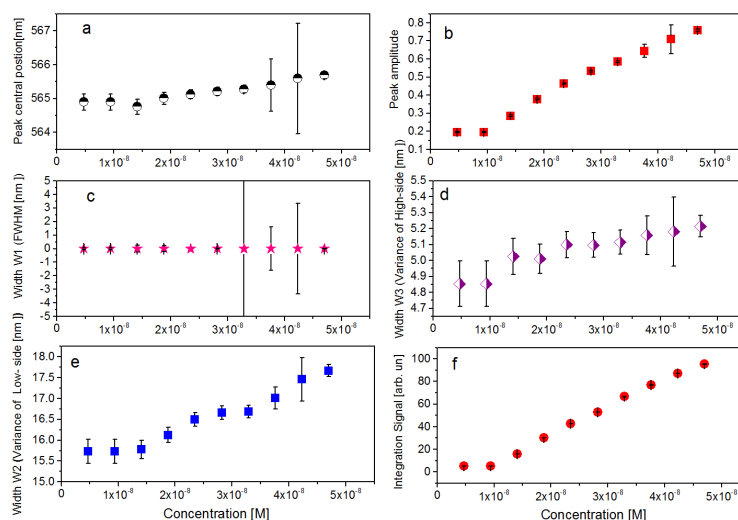 a
Peak central postion[nm]
567
566
565
564
0
1x10-8
2x10-8
3x10-8
4x10-8
5x10-8
b
Peak amplitude
0.8
0.7
0.6
0.5
0.4
0.3
0.2
0.1
0
1x10-8
2x10-8
3x10-8
4x10-8
5x10-8
c
Width W1 (FWHM [nm ])
5
4
3
2
1
0
-1
-2
-3
-4
-5
0
1x10-8
2x10-8
3x10-8
4x10-8
5x10-8
d
Width W3 (Variance of High-side [nm ])
5.5
5.4
5.3
5.2
5.1
5.0
4.9
4.8
4.7
0
1x10-8
2x10-8
3x10-8
4x10-8
5x10-8
e
Width W2 (Variance of Low- side [nm ])
18.0
17.5
17.0
16.5
16.0
15.5
15.0
0
1x10-8
2x10-8
3x10-8
4x10-8
5x10-8
Concentration [M]
f
Integration Signal [arb. un]
100
80
60
40
20
0
0
1x10-8
2x10-8
3x10-8
4x10-8
5x10-8
Concentration [M]